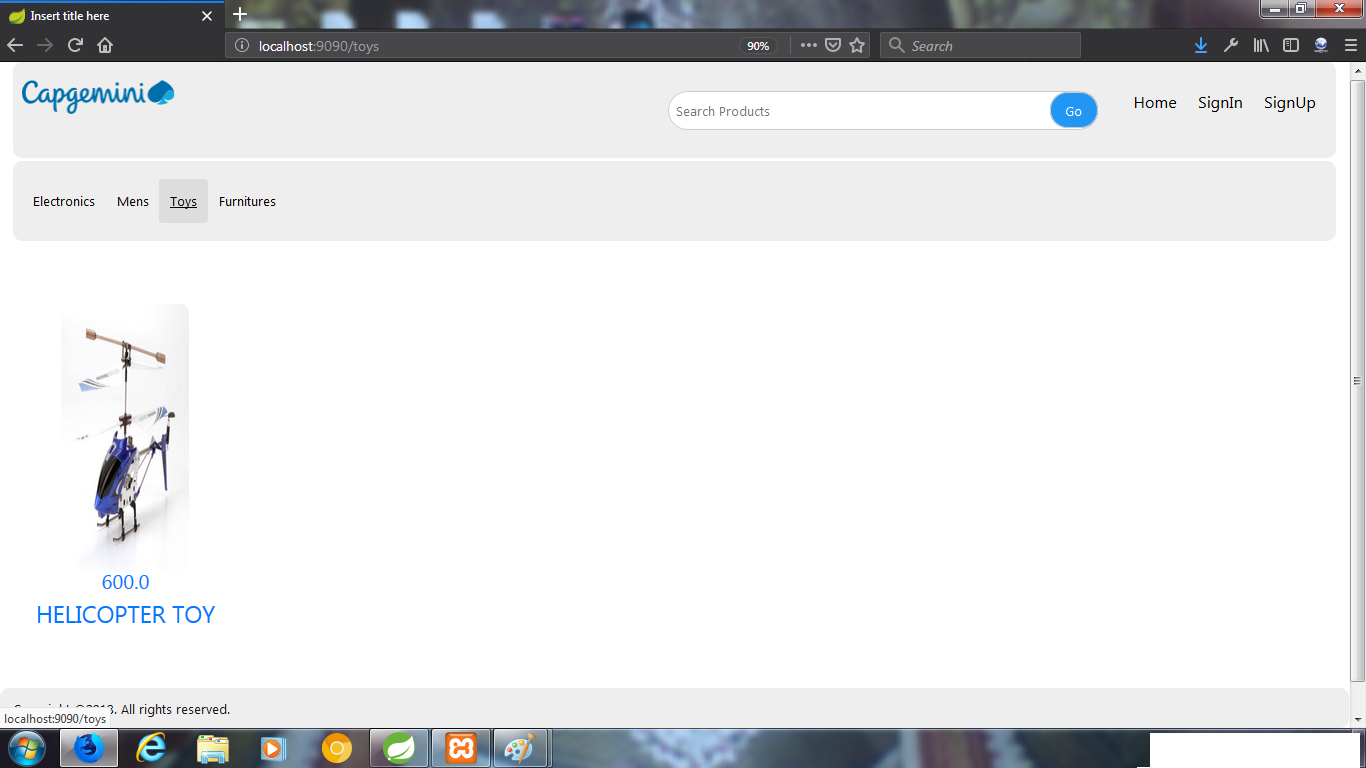 Insert title here
localhost:9090/toys
90%
Search
Capgemini
Search Products
Go
Home SignIn SignUp
Electronics Mens Toys Furnitures
600.0
HELICOPTER TOY
All rights reserved.
localhost:9090/toys